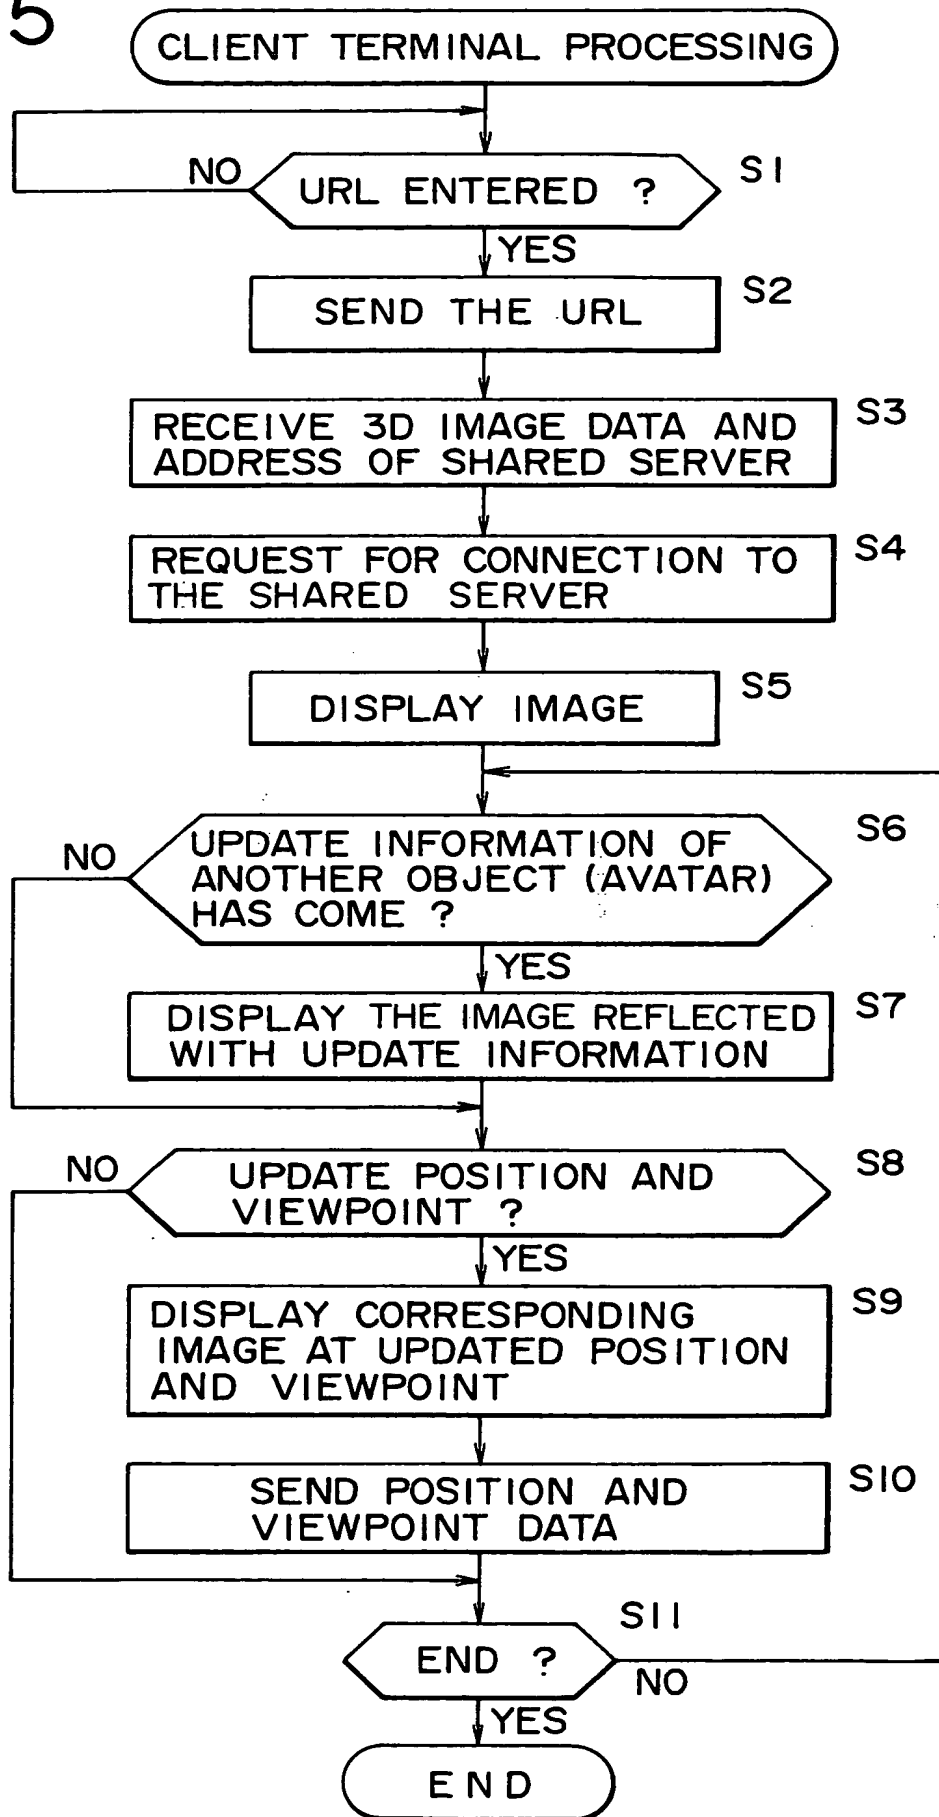 5
CLIENT TERMINAL PROCESSING
NO
URL ENTERED ?
S1
YES
SEND THE URL
S2
RECEIVE 3D IMAGE DATA AND
ADDRESS OF SHARED SERVER
S3
REQUEST FOR CONNECTION TO
THE SHARED SERVER
S4
DISPLAY IMAGE
S5
NO
UPDATE INFORMATION OF
ANOTHER OBJECT (AVATAR)
HAS COME ?
S6
YES
DISPLAY THE IMAGE REFLECTED
WITH UPDATE INFORMATION
S7
NO
UPDATE POSITION AND
VIEWPOINT ?
S8
YES
DISPLAY CORRESPONDING
IMAGE AT UPDATED POSITION
AND VIEWPOINT
S9
SEND POSITION AND
VIEWPOINT DATA
S10
END ?
S11
NO
YES
END